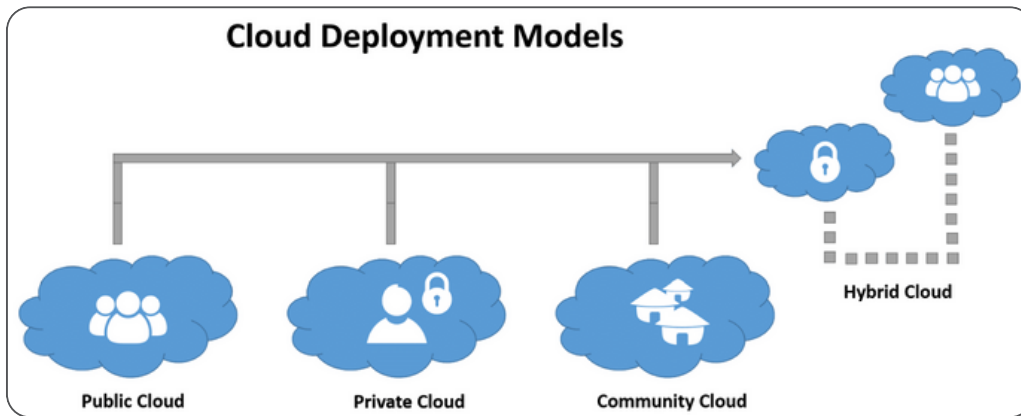 Cloud Deployment Models
Hybrid Cloud
Public Cloud
Private Cloud
Community Cloud